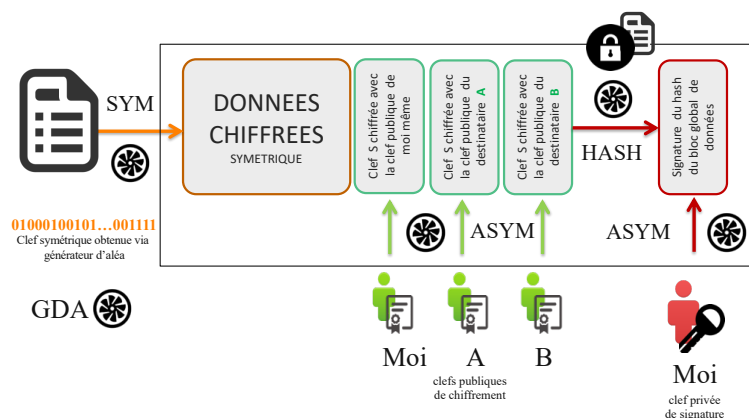 SYM
01000100101…001111
Clef symétrique obtenue via
générateur d'aléa
GDA
DONNEES
CHIFFREES
SYMETRIQUE
Clef S chiffrée avec
la clef publique de
moi même
Clef S chiffrée avec
la clef publique du
destinataire A
Clef S chiffrée avec
la clef publique du
destinataire B
HASH
Signature du hash
du bloc global de
données
ASYM
ASYM
Moi
A
B
clefs publiques
de chiffrement
Moi
clef privée
de signature